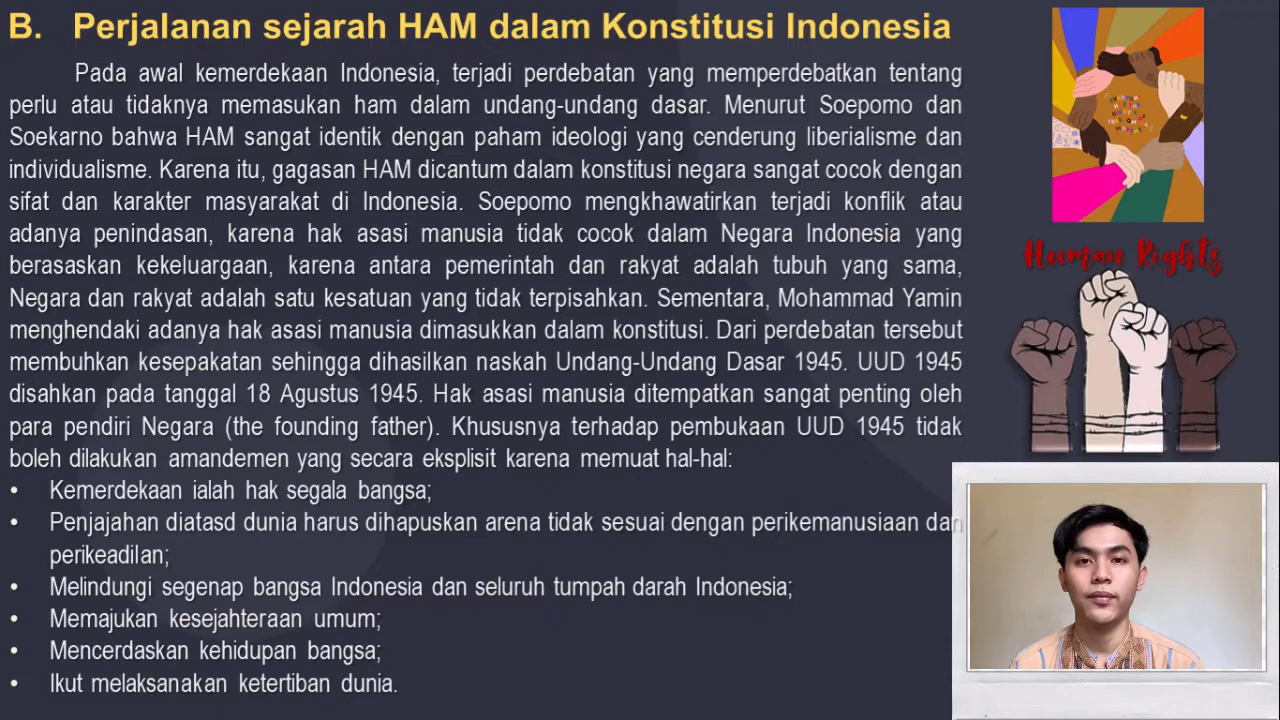 B. Perjalanan sejarah HAM dalam Konstitusi Indonesia
Pada awal kemerdekaan Indonesia, terjadi perdebatan yang memperdebatkan tentang
perlu atau tidaknya memasukan ham dalam undang-undang dasar. Menurut Soepomo dan
Soekarno bahwa HAM sangat identik dengan paham ideologi yang cenderung liberialisme dan
individualisme. Karena itu, gagasan HAM dicantum dalam konstitusi negara sangat cocok dengan
sifat dan karakter masyarakat di Indonesia. Soepomo mengkhawatirkan terjadi konflik atau
adanya penindasan, karena hak asasi manusia tidak cocok dalam Negara Indonesia yang
berasaskan kekeluargaan, karena antara pemerintah dan rakyat adalah tubuh yang sama,
Negara dan rakyat adalah satu kesatuan yang tidak terpisahkan. Sementara, Mohammad Yamin
menghendaki adanya hak asasi manusia dimasukkan dalam konstitusi. Dari perdebatan tersebut
membuhkan kesepakatan sehingga dihasilkan naskah Undang-Undang Dasar 1945. UUD 1945
disahkan pada tanggal 18 Agustus 1945. Hak asasi manusia ditempatkan sangat penting oleh
para pendiri Negara (the founding father). Khususnya terhadap pembukaan UUD 1945 tidak
boleh dilakukan amandemen yang secara eksplisit karena memuat hal-hal:
• Kemerdekaan ialah hak segala bangsa;
• Penjajahan diatasd dunia harus dihapuskan arena tidak sesuai dengan perikemanusiaan dan
perikeadilan;
• Melindungi segenap bangsa Indonesia dan seluruh tumpah darah Indonesia;
• Memajukan kesejahteraan umum;
• Mencerdaskan kehidupan bangsa;
• Ikut melaksanakan ketertiban dunia.
Human Rights